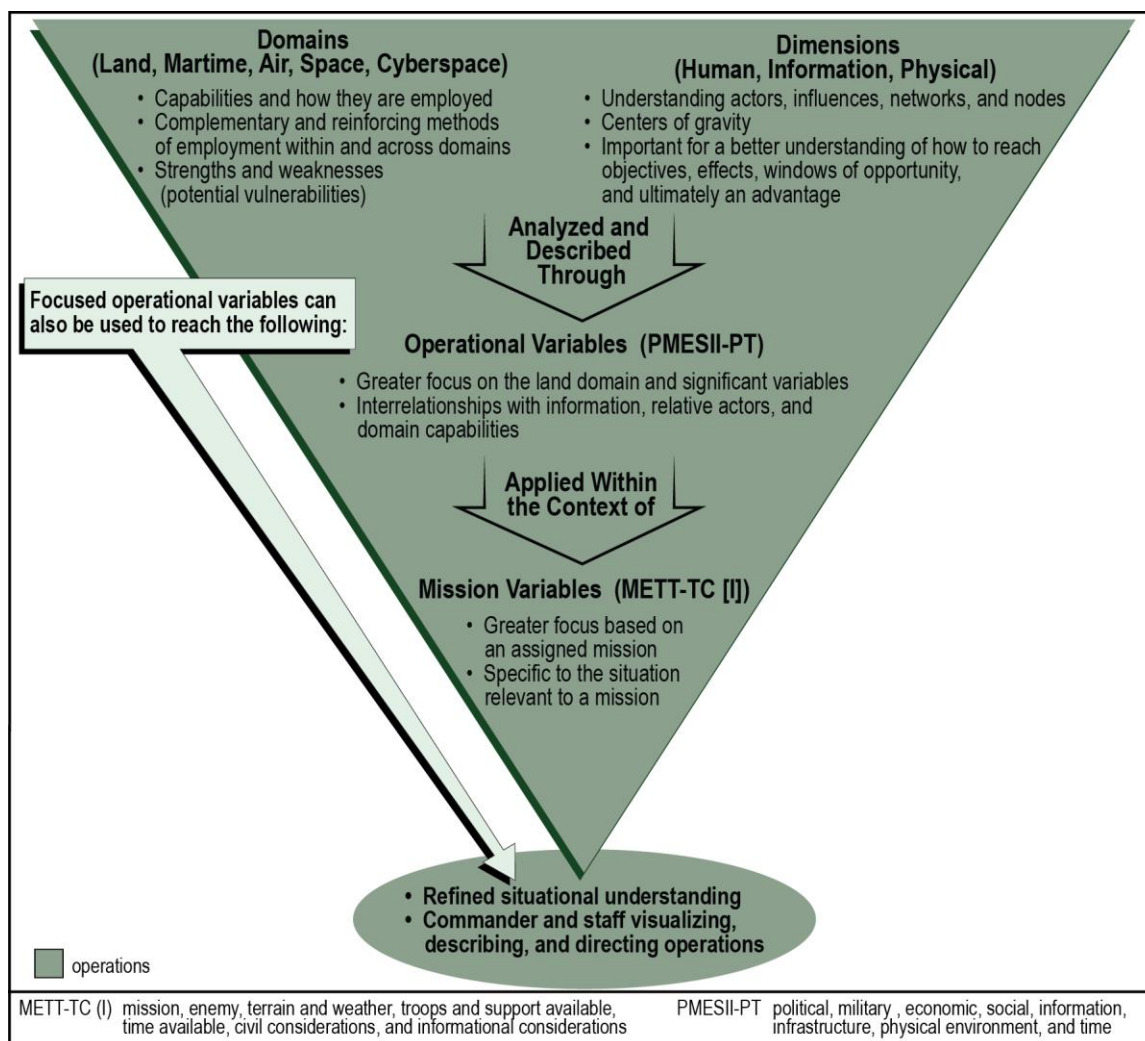 Domains
(Land, Martime, Air, Space, Cyberspace)
• Capabilities and how they are employed
• Complementary and reinforcing methods
of employment within and across domains
• Strengths and weaknesses
(potential vulnerabilities)
Dimensions
(Human, Information, Physical)
• Understanding actors, influences, networks, and nodes
• Centers of gravity
• Important for a better understanding of how to reach
objectives, effects, windows of opportunity,
and ultimately an advantage
Analyzed and
Described
Through
Focused operational variables can
also be used to reach the following:
Operational Variables (PMESII-PT)
• Greater focus on the land domain and significant variables
• Interrelationships with information, relative actors, and
domain capabilities
Applied Within
the Context of
Mission Variables (METT-TC [I])
• Greater focus based on
an assigned mission
• Specific to the situation
relevant to a mission
• Refined situational understanding
• Commander and staff visualizing,
describing, and directing operations
operations
METT-TC (I) mission, enemy, terrain and weather, troops and support available,
time available, civil considerations, and informational considerations
PMESII-PT political, military , economic, social, information,
infrastructure, physical environment, and time